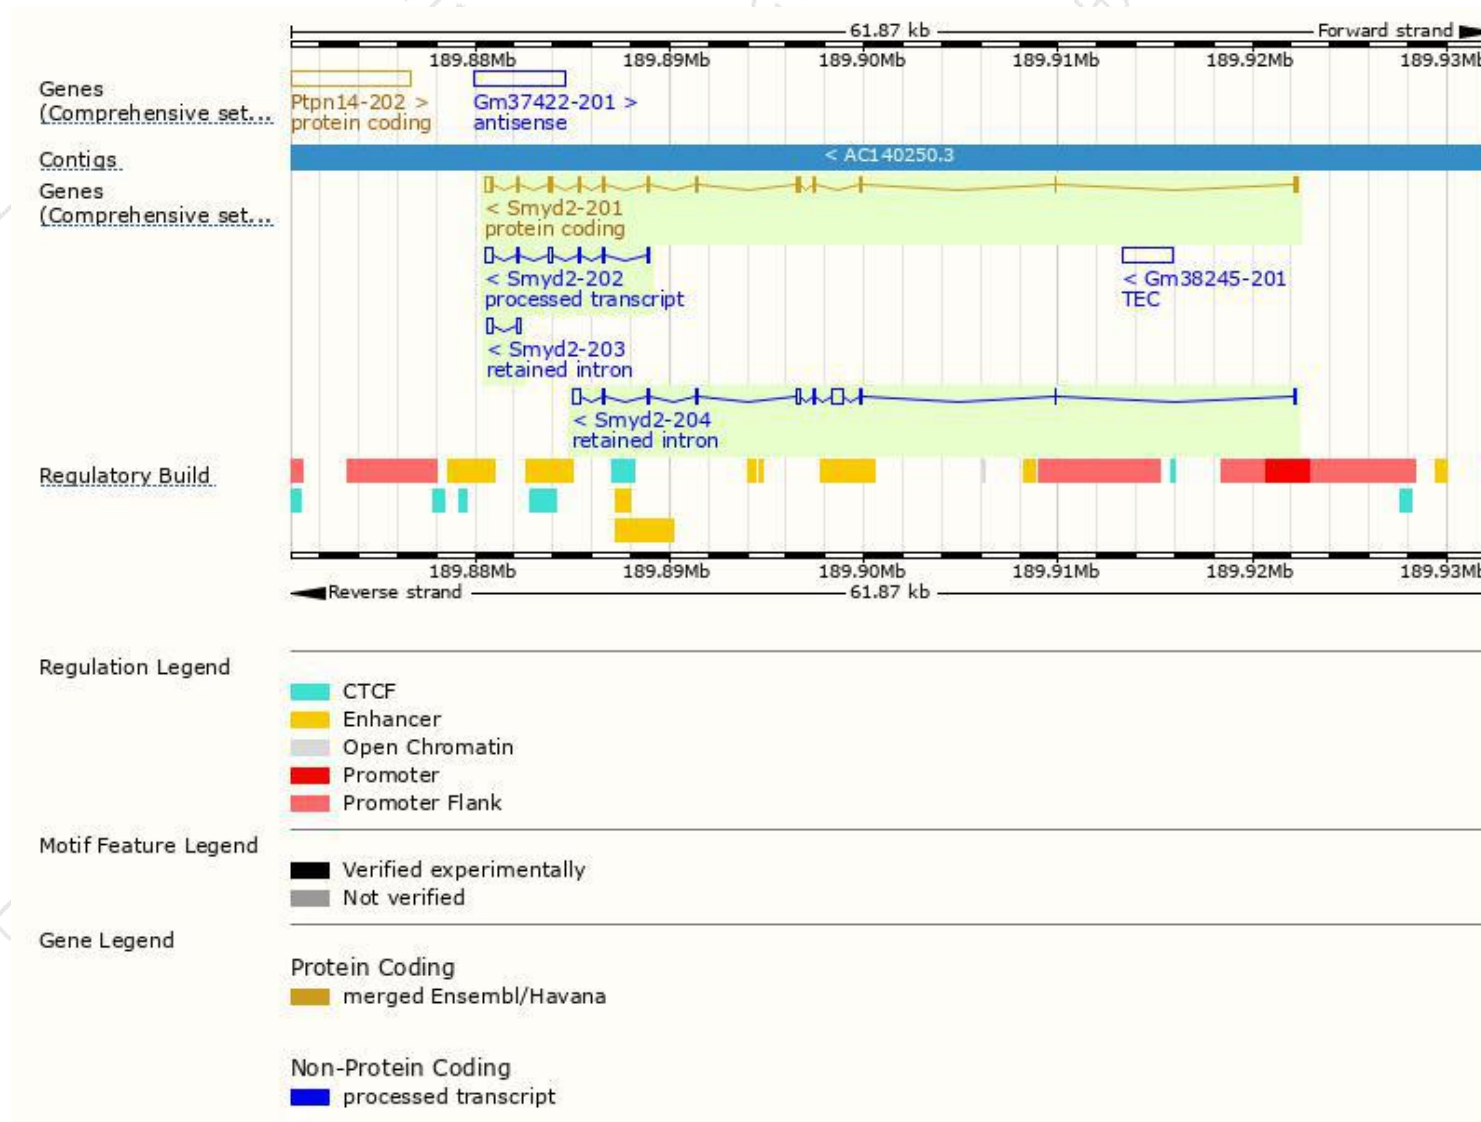 61.87 kb
Forward strand
189.88Mb 189.89Mb 189.90Mb 189.91Mb 189.92Mb 189.93Mb
Genes
(Comprehensive set...
Ptpn14-202 >
protein coding
Gm37422-201 >
antisense
Contigs
< AC140250.3
Genes
(Comprehensive set...
< Smyd2-201
protein coding
< Smyd2-202
processed transcript
< Gm38245-201
TEC
< Smyd2-203
retained intron
< Smyd2-204
retained intron
Regulatory Build
189.88Mb 189.89Mb 189.90Mb 189.91Mb 189.92Mb 189.93Mb
Reverse strand
61.87 kb
Regulation Legend
CTCF
Enhancer
Open Chromatin
Promoter
Promoter Flank
Motif Feature Legend
Verified experimentally
Not verified
Gene Legend
Protein Coding
merged Ensembl/Havana
Non-Protein Coding
processed transcript